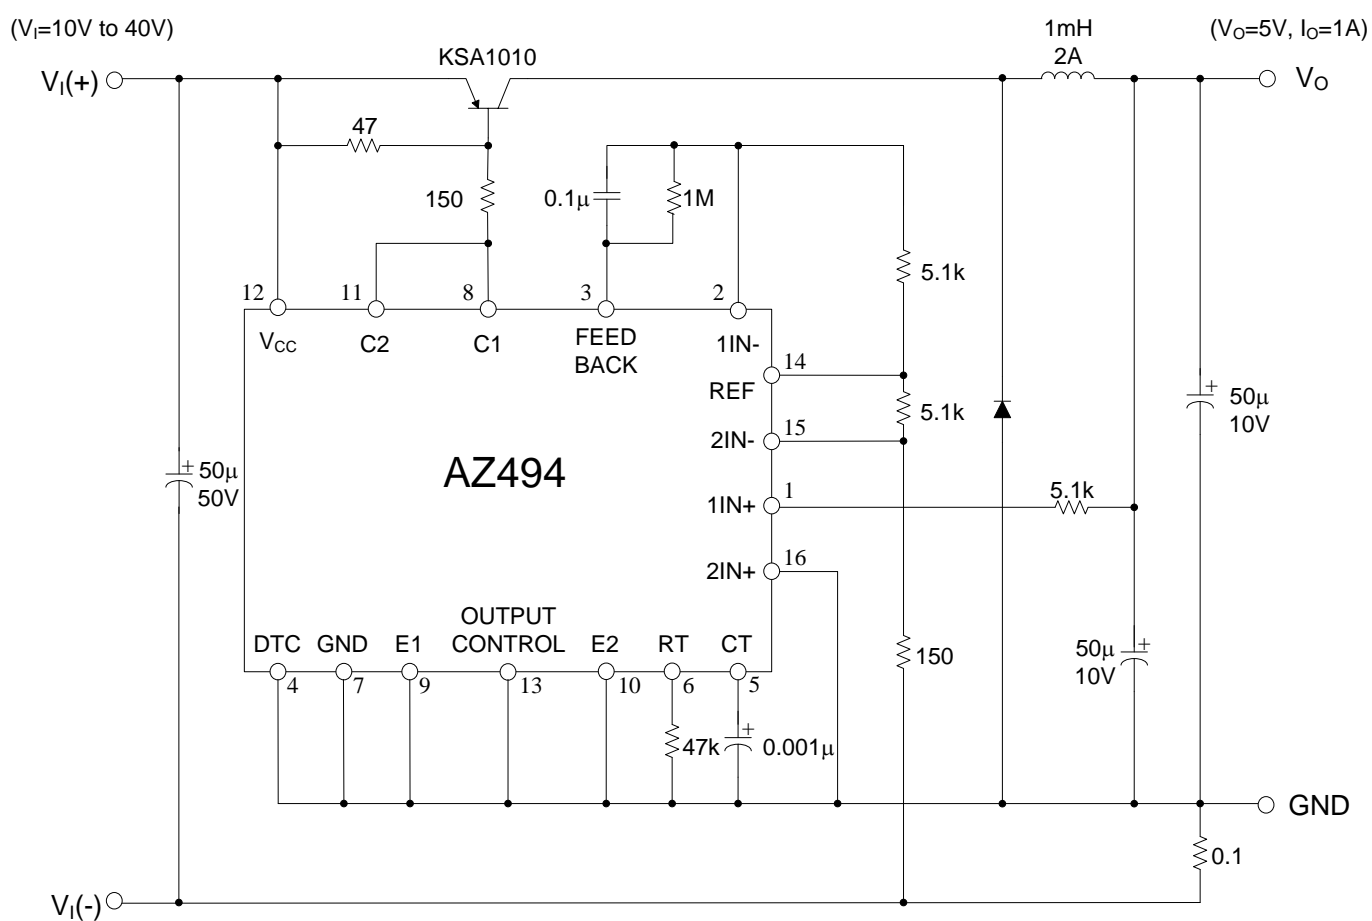 (VI=10V to 40V)
1mH
2A
(VO=5V, IO=1A)
VI(+)
KSA1010
VO
47
150
0.1μ
1M
5.1k
12
11
8
3
2
VCC
C2
C1
FEED
BACK
1IN-
14
REF
5.1k
50μ
10V
15
2IN-
50μ
50V
AZ494
1
1IN+
5.1k
16
2IN+
DTC
GND
E1
OUTPUT
CONTROL
E2
RT
CT
150
50μ
10V
4
7
9
13
10
6
5
47k
0.001μ
GND
0.1
VI(-)